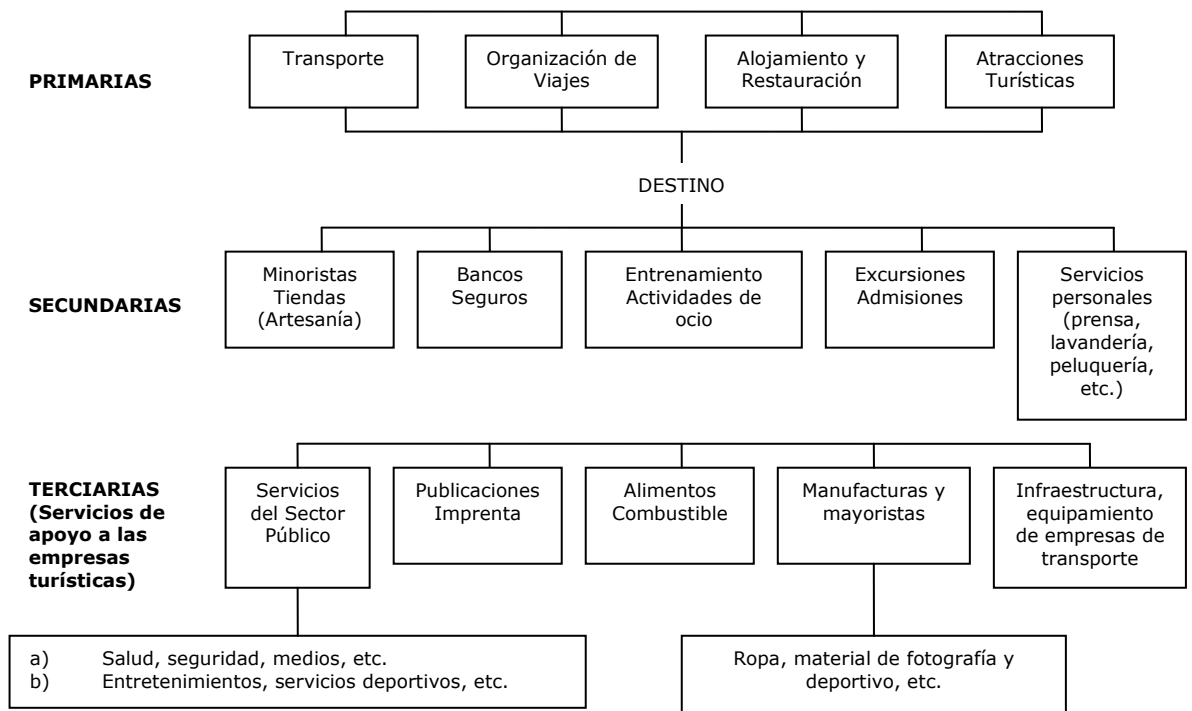 PRIMARIAS
Transporte
Organización de
Viajes
Alojamiento y
Restauración
Atracciones
Turísticas
DESTINO
SECUNDARIAS
Minoristas
Tiendas
(Artesanía)
Bancos
Seguros
Entrenamiento
Actividades de
ocio
Excursiones
Admisiones
Servicios
personales
(prensa,
lavandería,
peluquería,
etc.)
TERCIARIAS
(Servicios de
apoyo a las
empresas
turísticas)
Servicios
del Sector
Público
Publicaciones
Imprenta
Alimentos
Combustible
Manufacturas y
mayoristas
Infraestructura,
equipamiento
de empresas de
transporte
a) Salud, seguridad, medios, etc.
b) Entretenimientos, servicios deportivos, etc.
Ropa, material de fotografía y
deportivo, etc.